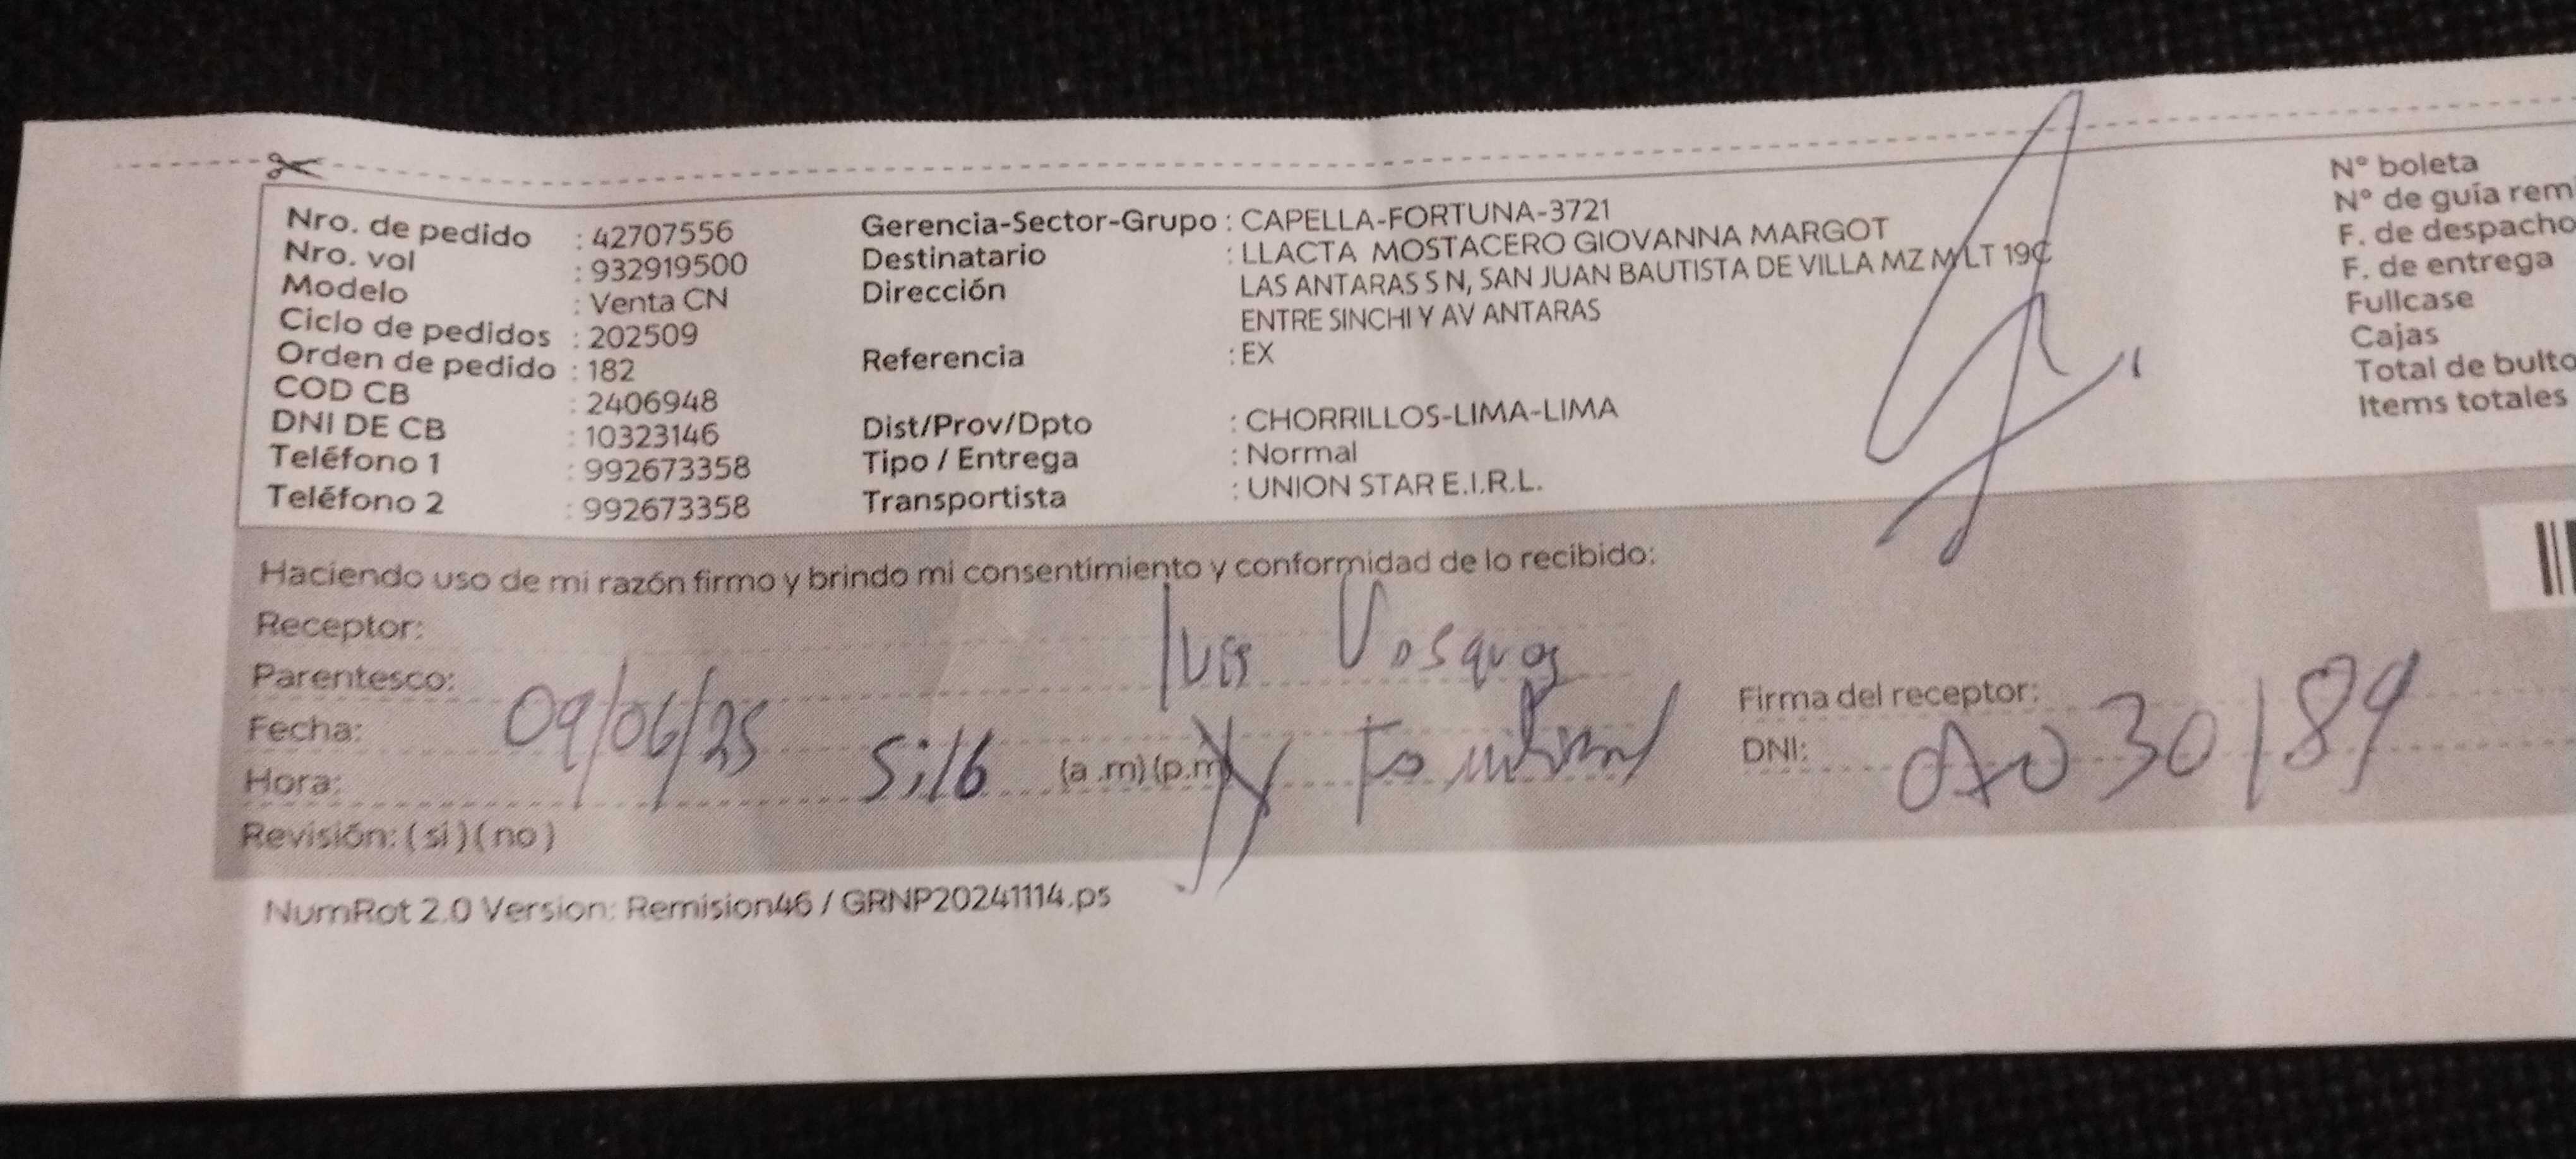 Nro. de pedido : 42707556
Nro. vol : 932919500
Modelo : Venta CN
Ciclo de pedidos : 202509
Orden de pedido : 182
COD CB : 2406948
DNI DE CB : 10323146
Teléfono 1 : 992673358
Teléfono 2 : 992673358
Gerencia-Sector-Grupo : CAPELLA-FORTUNA-3721
Destinatario : LLACTA MOSTACERO GIOVANNA MARGOT
Dirección LAS ANTARAS S N, SAN JUAN BAUTISTA DE VILLA MZ M LT 19C
ENTRE SINCHI Y AV ANTARAS
Referencia : EX
Dist/Prov/Dpto : CHORRILLOS-LIMA-LIMA
Tipo / Entrega : Normal
Transportista : UNION STAR E.I.R.L.
N° boleta
N° de guía rem
F. de despacho
F. de entrega
Fullcase
Cajas
Total de bulto
Items totales
Haciendo uso de mi razón firmo y brindo mi consentimiento y conformidad de lo recibido:
Receptor:
Parentesco:
Fecha: 09/06/25
Hora: (a .m) (p.m)
Revisión: ( si ) ( no )
Firma del receptor:
DNI:
NumRot 2.0 Version: Remision46 / GRNP20241114.ps